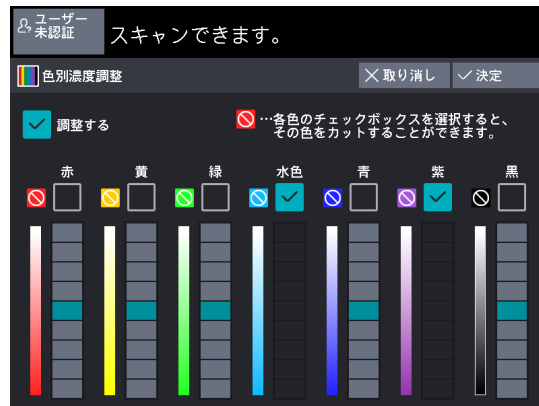 ユーザー
未認証
スキャンできます。
色別濃度調整
取り消し
決定
調整する
…各色のチェックボックスを選択すると、
その色をカットすることができます。
赤 黄 緑 水色 青 紫 黒